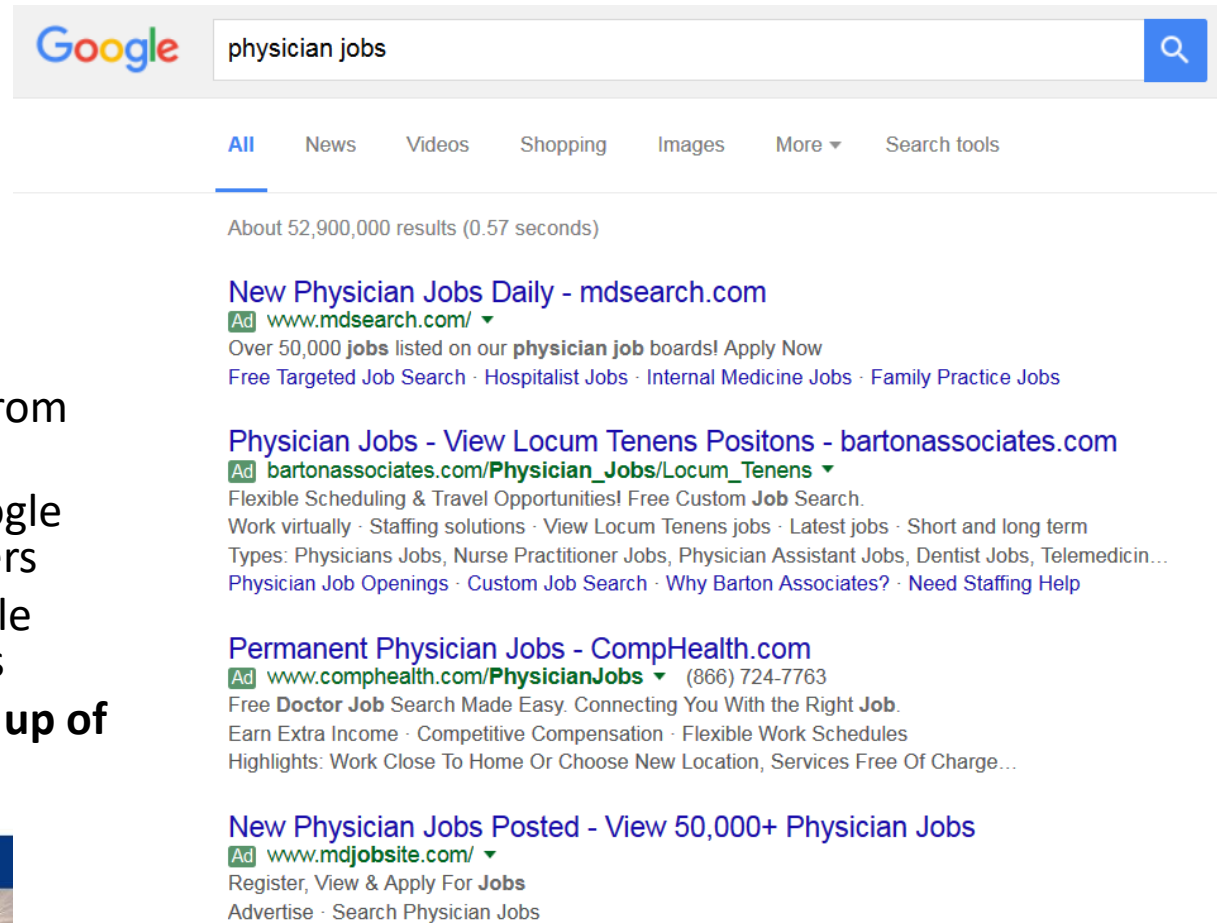 Google
physician jobs
All News Videos Shopping Images More Search tools
About 52,900,000 results (0.57 seconds)
New Physician Jobs Daily - mdsearch.com
Ad www.mdsearch.com/
Over 50,000 jobs listed on our physician job boards! Apply Now
Free Targeted Job Search · Hospitalist Jobs · Internal Medicine Jobs · Family Practice Jobs
Physician Jobs - View Locum Tenens Positons - bartonassociates.com
Ad bartonassociates.com/Physician_Jobs/Locum_Tenens
Flexible Scheduling & Travel Opportunities! Free Custom Job Search.
Work virtually · Staffing solutions · View Locum Tenens jobs · Latest jobs · Short and long term
Types: Physicians Jobs, Nurse Practitioner Jobs, Physician Assistant Jobs, Dentist Jobs, Telemedicin...
Physician Job Openings · Custom Job Search · Why Barton Associates? · Need Staffing Help
Permanent Physician Jobs - CompHealth.com
Ad www.comphealth.com/PhysicianJobs (866) 724-7763
Free Doctor Job Search Made Easy. Connecting You With the Right Job.
Earn Extra Income · Competitive Compensation · Flexible Work Schedules
Highlights: Work Close To Home Or Choose New Location, Services Free Of Charge...
New Physician Jobs Posted - View 50,000+ Physician Jobs
Ad www.mdjobsite.com/
Register, View & Apply For Jobs
Advertise · Search Physician Jobs
up of